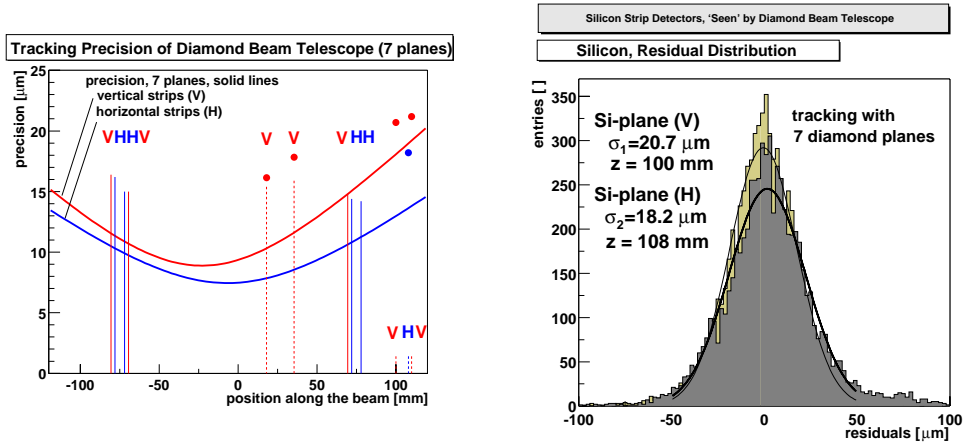 Tracking Precision of Diamond Beam Telescope (7 planes)
precision [μm]
25
20
15
10
5
0
precision, 7 planes, solid lines
vertical strips (V)
horizontal strips (H)
VHHV
V
V
VHH
V
HV
-100
-50
0
50
100
position along the beam [mm]
Silicon Strip Detectors, ‘Seen’ by Diamond Beam Telescope
Silicon, Residual Distribution
entries [ ]
350
300
250
200
150
100
50
0
Si-plane (V)
σ1=20.7 μm
z = 100 mm
Si-plane (H)
σ2=18.2 μm
z = 108 mm
tracking with
7 diamond planes
-100
-50
0
50
100
residuals [μm]